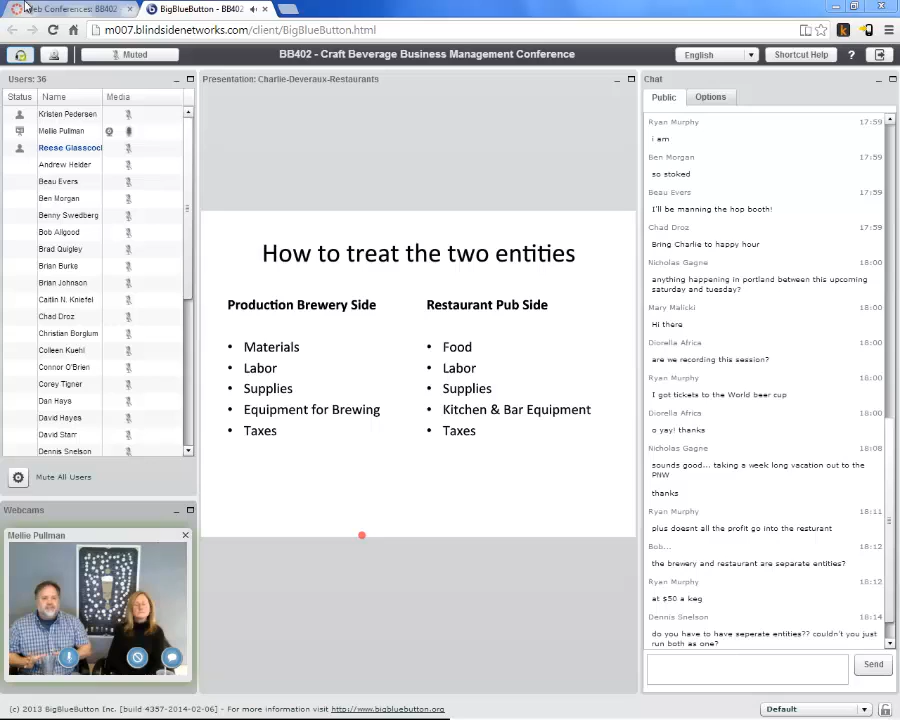 Web Conferences: BB402
BigBlueButton - BB402
m007.blindsidenetworks.com/client/BigBlueButton.html
Muted
BB402 - Craft Beverage Business Management Conference
English
Shortcut Help
?
Users: 36
Status Name Media
Kristen Pedersen
Mellie Pullman
Reese Glasscoc
Andrew Helder
Beau Evers
Ben Morgan
Benny Swedberg
Bob Allgood
Brad Quigley
Brian Burke
Brian Johnson
Caitlin N. Kniefel
Chad Droz
Christian Borglum
Colleen Kuehl
Connor O'Brien
Corey Tigner
Dan Hays
David Hayes
David Starr
Dennis Snelson
Mute All Users
Webcams
Mellie Pullman
Presentation: Charlie-Deveraux-Restaurants
How to treat the two entities
Production Brewery Side
• Materials
• Labor
• Supplies
• Equipment for Brewing
• Taxes
Restaurant Pub Side
• Food
• Labor
• Supplies
• Kitchen & Bar Equipment
• Taxes
Chat
Public Options
Ryan Murphy 17:59
i am
Ben Morgan 17:59
so stoked
Beau Evers 17:59
I'll be manning the hop booth!
Chad Droz 17:59
Bring Charlie to happy hour
Nicholas Gagne 18:00
anything happening in portland between this upcoming
saturday and tuesday?
Mary Malicki 18:00
Hi there
Diorella Africa 18:00
are we recording this session?
Ryan Murphy 18:00
I got tickets to the World beer cup
Diorella Africa 18:00
o yay! thanks
Nicholas Gagne 18:08
sounds good... taking a week long vacation out to the
PNW
thanks
Ryan Murphy 18:11
plus doesnt all the profit go into the resturant
Bob... 18:12
the brewery and restaurant are separate entities?
Ryan Murphy 18:12
at $50 a keg
Dennis Snelson 18:14
do you have to have seperate entities?? couldn't you just
run both as one?
Send
(c) 2013 BigBlueButton Inc. [build 4357-2014-02-06] - For more information visit http://www.bigbluebutton.org
Default